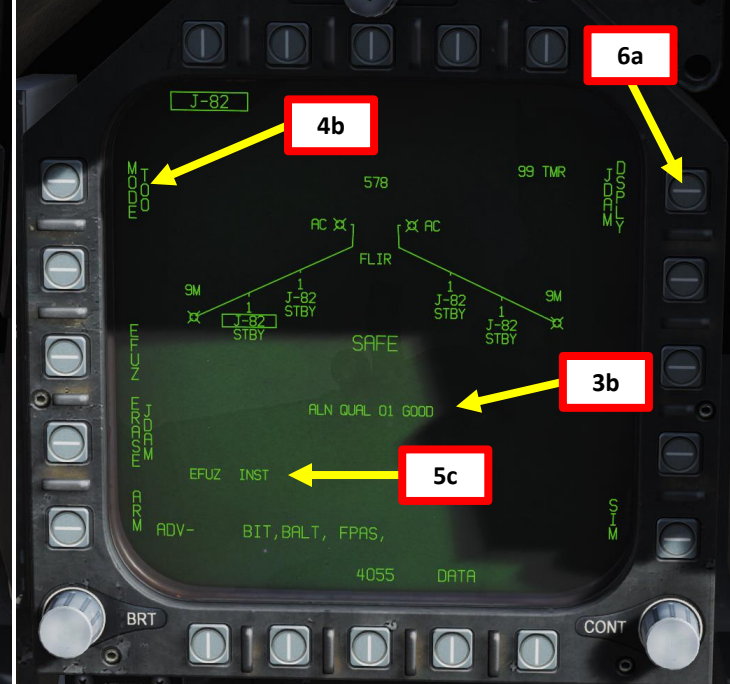 6a
J-82
4b
MODE
TOO
578
99 TMR
JDAM
DSPLY
AC
AC
FLIR
9M
1
J-82
STBY
1
J-82
STBY
1
J-82
STBY
1
J-82
STBY
9M
SAFE
EFUZ
3b
ALN QUAL 01 GOOD
ERASE
JDAM
EFUZ INST
5c
ARM
SIM
ADV- BIT,BALT, FPAS,
4055 DATA
BRT
CONT